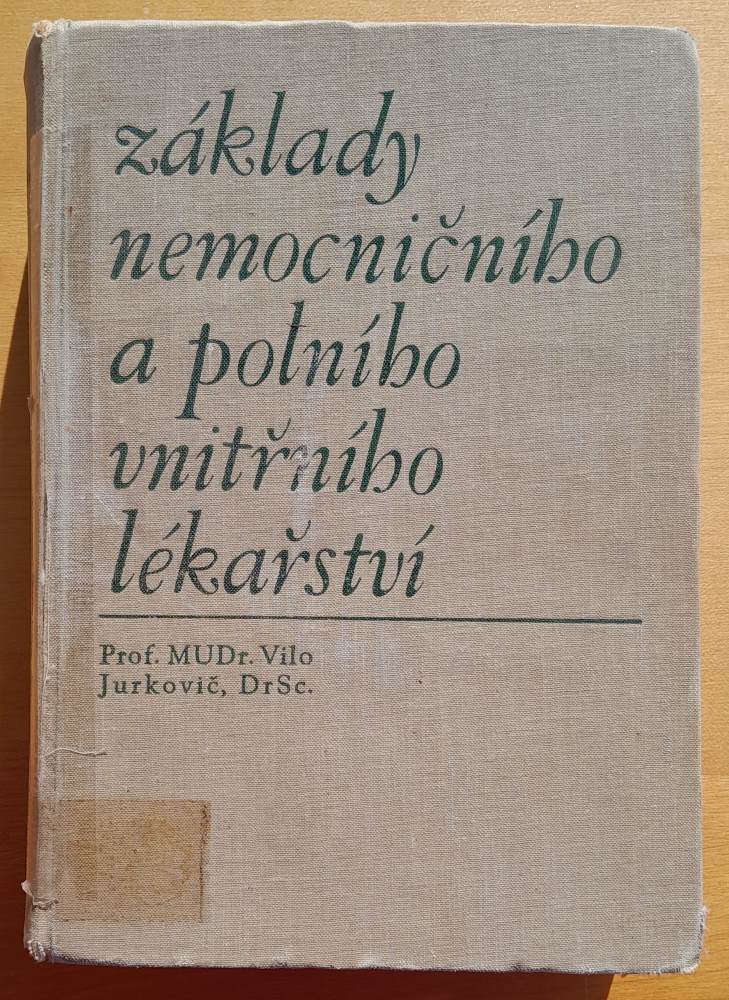 základy
nemocničního
a polního
vnitřního
lékařství
Prof. MUDr. Vilo
Jurkovič, DrSc.